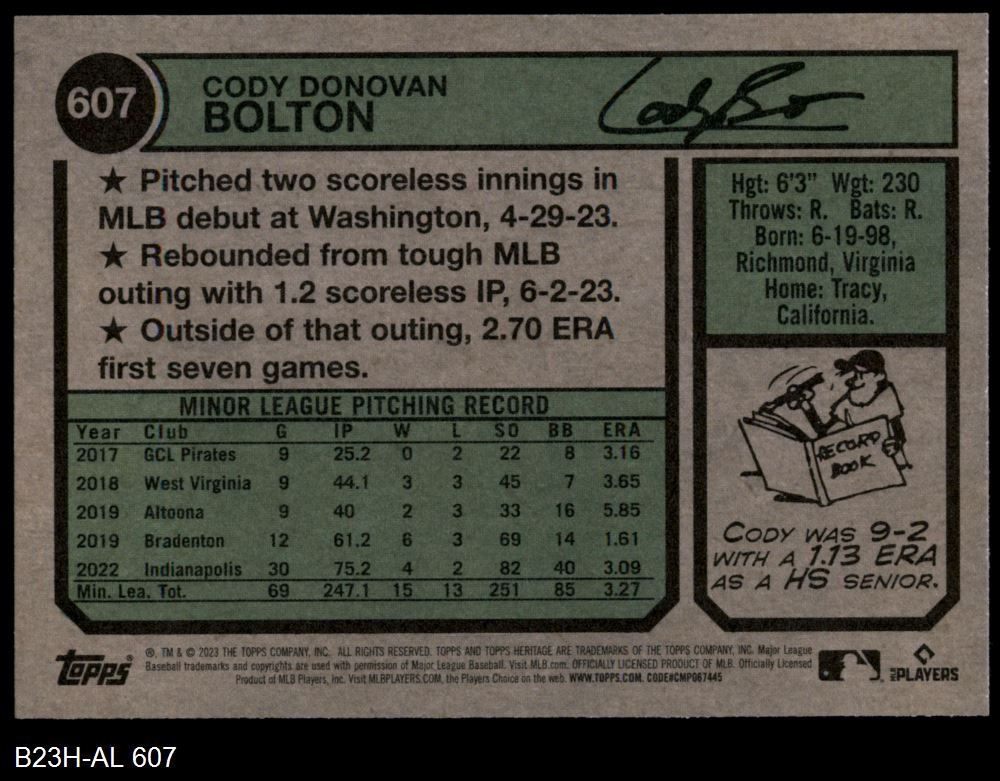 607
CODY DONOVAN
BOLTON
Cody Bo
★ Pitched two scoreless innings in
MLB debut at Washington, 4-29-23.
★ Rebounded from tough MLB
outing with 1.2 scoreless IP, 6-2-23.
★ Outside of that outing, 2.70 ERA
first seven games.
Hgt: 6'3" Wgt: 230
Throws: R. Bats: R.
Born: 6-19-98,
Richmond, Virginia
Home: Tracy,
California.
MINOR LEAGUE PITCHING RECORD
Year Club G IP W L SO BB ERA
2017 GCL Pirates 9 25.2 0 2 22 8 3.16
2018 West Virginia 9 44.1 3 3 45 7 3.65
2019 Altoona 9 40 2 3 33 16 5.85
2019 Bradenton 12 61.2 6 3 69 14 1.61
2022 Indianapolis 30 75.2 4 2 82 40 3.09
Min. Lea. Tot. 69 247.1 15 13 251 85 3.27
RECORD
BOOK
CODY WAS 9-2
WITH A 1.13 ERA
AS A HS SENIOR.
TOPPS®
®, TM & © 2023 THE TOPPS COMPANY, INC. ALL RIGHTS RESERVED. TOPPS AND TOPPS HERITAGE ARE TRADEMARKS OF THE TOPPS COMPANY, INC. Major League
Baseball trademarks and copyrights are used with permission of Major League Baseball. Visit MLB.com. OFFICIALLY LICENSED PRODUCT OF MLB. Officially Licensed
Product of MLB Players, Inc. Visit MLBPLAYERS.COM, the Players Choice on the web. WWW.TOPPS.COM. CODE#CMP067445
MLB PLAYERS
B23H-AL 607